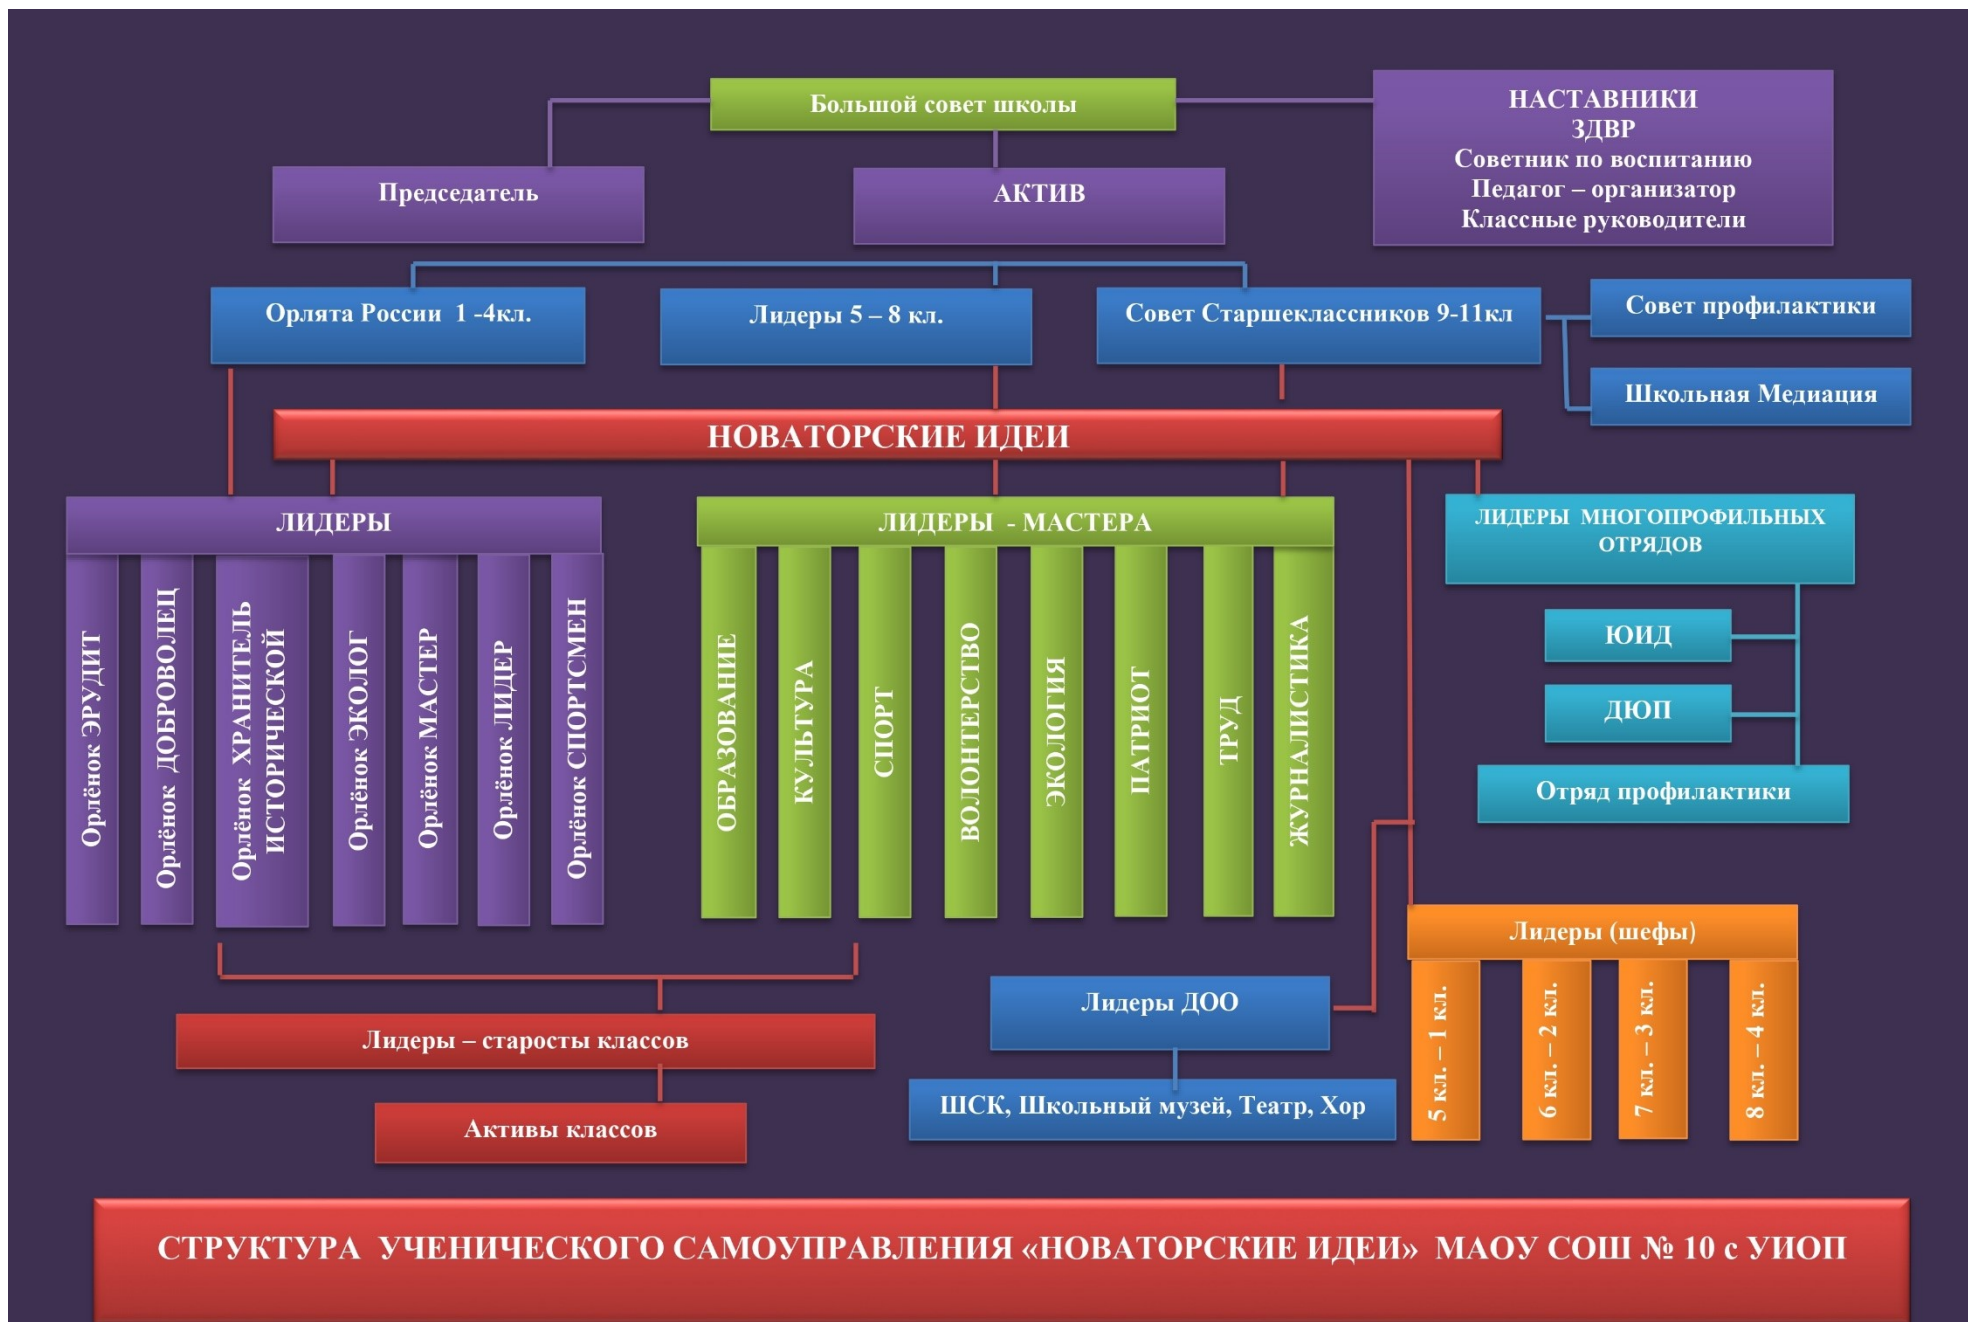 Большой совет школы
НАСТАВНИКИ
ЗДВР
Советник по воспитанию
Педагог – организатор
Классные руководители
Председатель
АКТИВ
Орлята России 1 -4кл.
Лидеры 5 – 8 кл.
Совет Старшеклассников 9-11кл
Совет профилактики
Школьная Медиация
НОВАТОРСКИЕ ИДЕИ
ЛИДЕРЫ
Орлёнок ЭРУДИТ
Орлёнок ДОБРОВОЛЕЦ
Орлёнок ХРАНИТЕЛЬ
ИСТОРИЧЕСКОЙ
Орлёнок ЭКОЛОГ
Орлёнок МАСТЕР
Орлёнок ЛИДЕР
Орлёнок СПОРТСМЕН
ЛИДЕРЫ - МАСТЕРА
ОБРАЗОВАНИЕ
КУЛЬТУРА
СПОРТ
ВОЛОНТЕРСТВО
ЭКОЛОГИЯ
ПАТРИОТ
ТРУД
ЖУРНАЛИСТИКА
ЛИДЕРЫ МНОГОПРОФИЛЬНЫХ
ОТРЯДОВ
ЮИД
ДЮП
Отряд профилактики
Лидеры (шефы)
5 кл. – 1 кл.
6 кл. – 2 кл.
7 кл. – 3 кл.
8 кл. – 4 кл.
Лидеры ДОО
ШСК, Школьный музей, Театр, Хор
Лидеры – старосты классов
Активы классов
СТРУКТУРА УЧЕНИЧЕСКОГО САМОУПРАВЛЕНИЯ «НОВАТОРСКИЕ ИДЕИ» МАОУ СОШ № 10 с УИОП